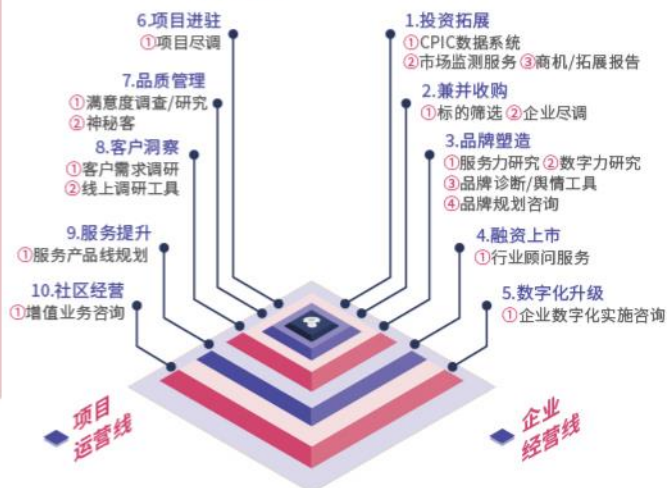 6.项目进驻
①项目尽调
7.品质管理
①满意度调查/研究
②神秘客
8.客户洞察
①客户需求调研
②线上调研工具
9.服务提升
①服务产品线规划
10.社区经营
①增值业务咨询
1.投资拓展
①CPIC数据系统
②市场监测服务 ③商机/拓展报告
2.兼并收购
①标的筛选 ②企业尽调
3.品牌塑造
①服务力研究 ②数字力研究
③品牌诊断/舆情工具
④品牌规划咨询
4.融资上市
①行业顾问服务
5.数字化升级
①企业数字化实施咨询
项目
运营线
企业
经营线